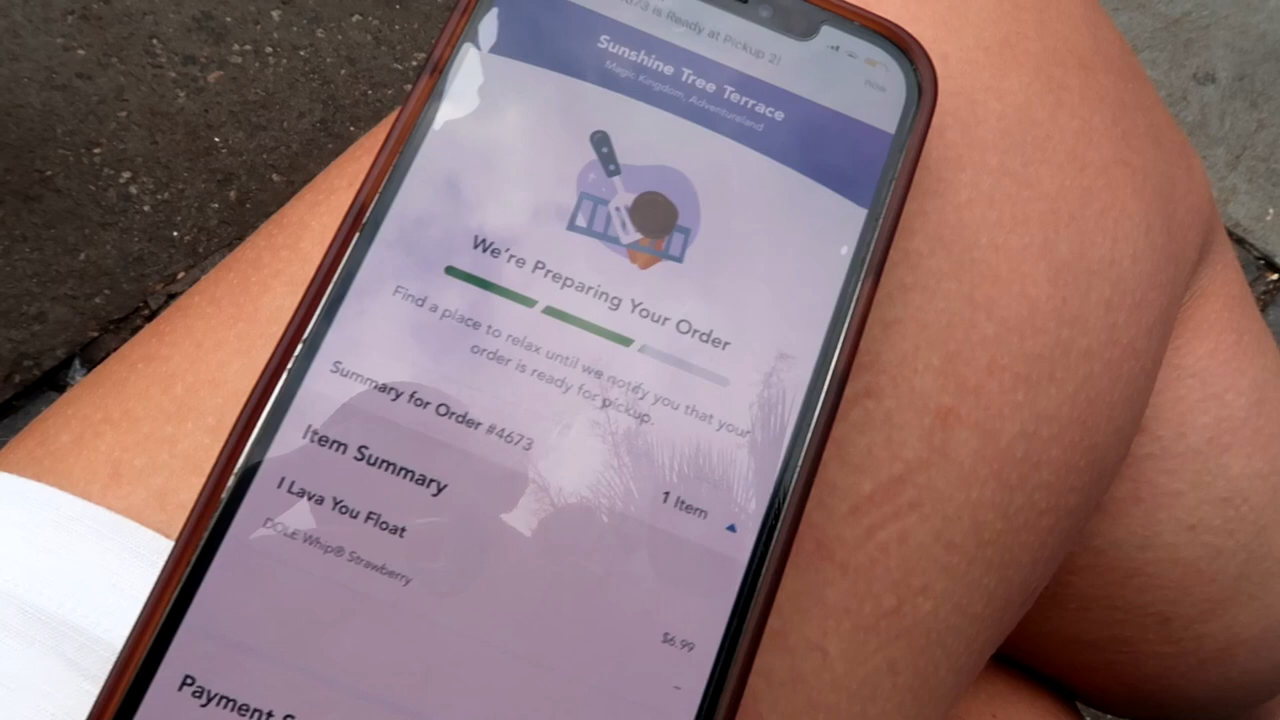 is Ready at Pickup 2!
now
Sunshine Tree Terrace
Magic Kingdom, Adventureland
We're Preparing Your Order
Find a place to relax until we notify you that your
order is ready for pickup.
Summary for Order #4673
Item Summary
1 Item
I Lava You Float
DOLE Whip® Strawberry
$6.99
Payment